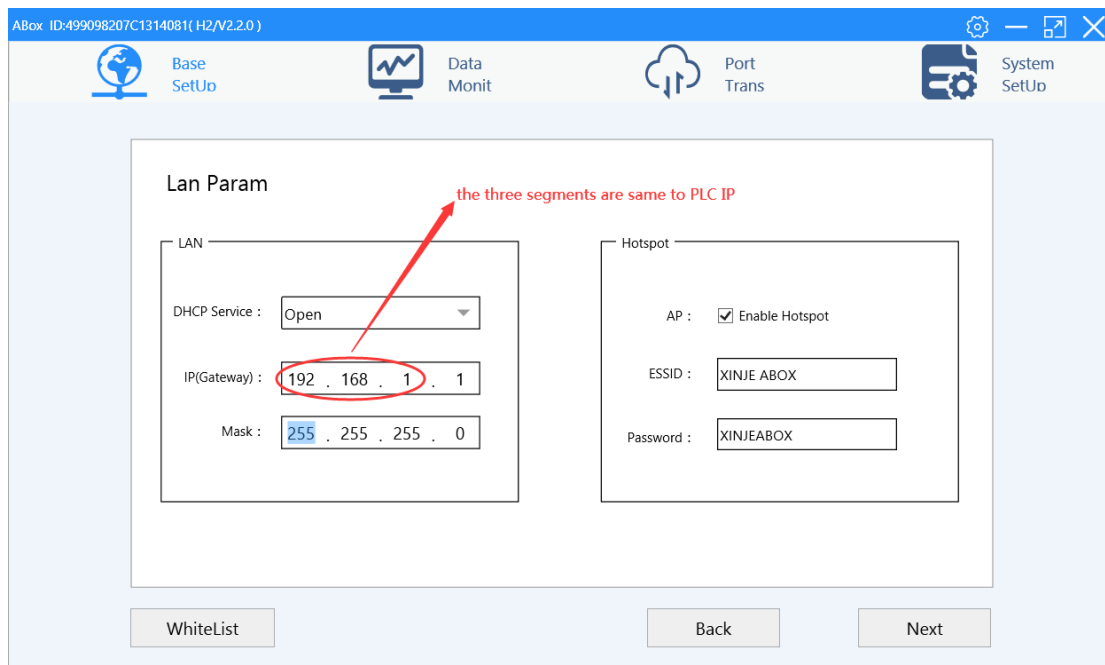 ABox ID:499098207C1314081( H2/V2.2.0 )
Base
SetUp
Data
Monit
Port
Trans
System
SetUp
Lan Param
the three segments are same to PLC IP
LAN
DHCP Service :
Open
IP(Gateway) :
192 . 168 . 1 . 1
Mask :
255 . 255 . 255 . 0
Hotspot
AP :
Enable Hotspot
ESSID :
XINJE ABOX
Password :
XINJEABOX
WhiteList
Back
Next